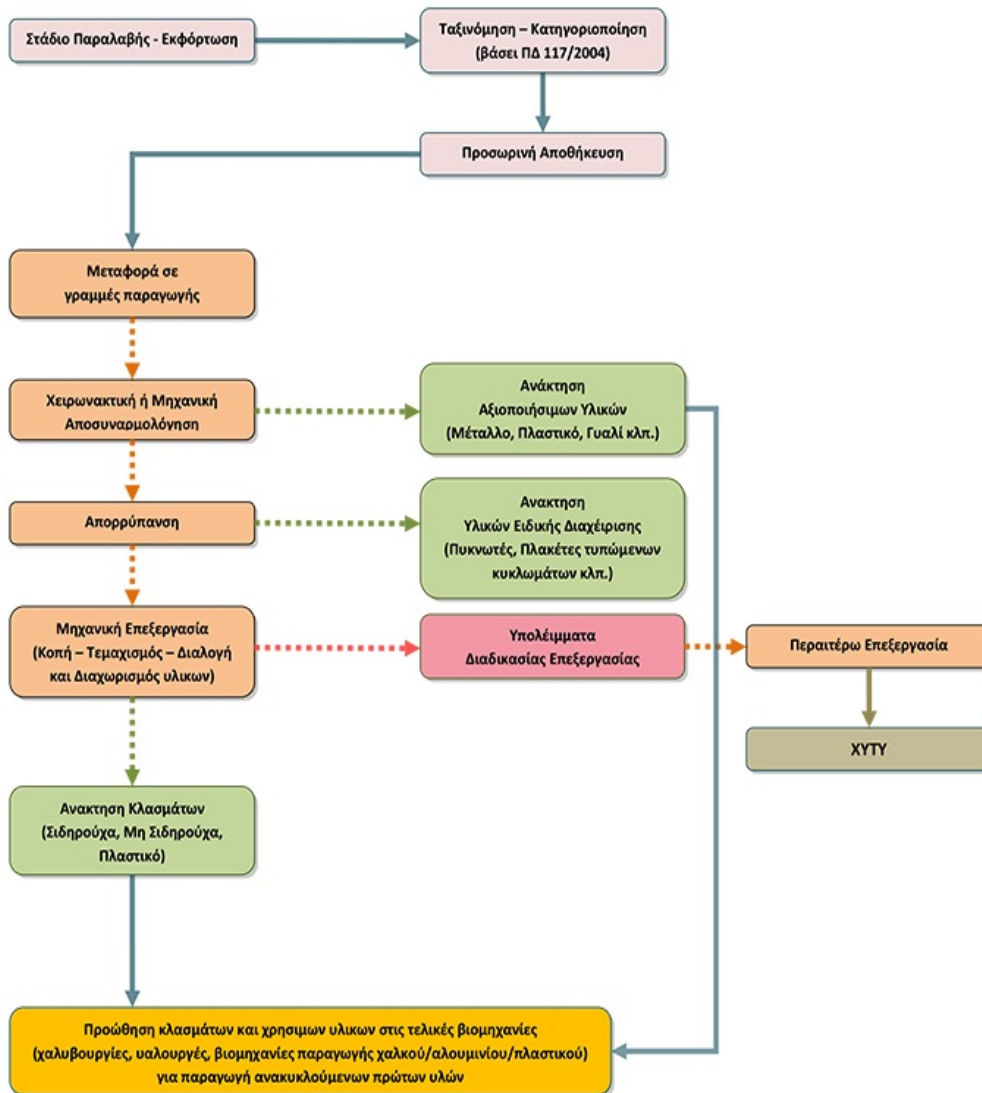 Στάδιο Παραλαβής - Εκφόρτωση
Ταξινόμηση – Κατηγοριοποίηση
(βάσει ΠΔ 117/2004)
Προσωρινή Αποθήκευση
Μεταφορά σε
γραμμές παραγωγής
Χειρωνακτική ή Μηχανική
Αποσυναρμολόγηση
Ανάκτηση
Αξιοποιήσιμων Υλικών
(Μέταλλο, Πλαστικό, Γυαλί κλπ.)
Απορρύπανση
Ανακτηση
Υλικών Ειδικής Διαχείρισης
(Πυκνωτές, Πλακέτες τυπώμενων
κυκλωμάτων κλπ.)
Μηχανική Επεξεργασία
(Κοπή – Τεμαχισμός – Διαλογή
και Διαχωρισμός υλικων)
Υπολέιμματα
Διαδικασίας Επεξεργασίας
Περαιτέρω Επεξεργασία
ΧΥΤΥ
Ανακτηση Κλασμάτων
(Σιδηρούχα, Μη Σιδηρούχα,
Πλαστικό)
Προώθηση κλασμάτων και χρησιμων υλικων στις τελικές βιομηχανίες
(χαλυβουργίες, υαλουργές, βιομηχανίες παραγωγής χαλκού/αλουμινίου/πλαστικού)
για παραγωγή ανακυκλούμενων πρώτων υλών